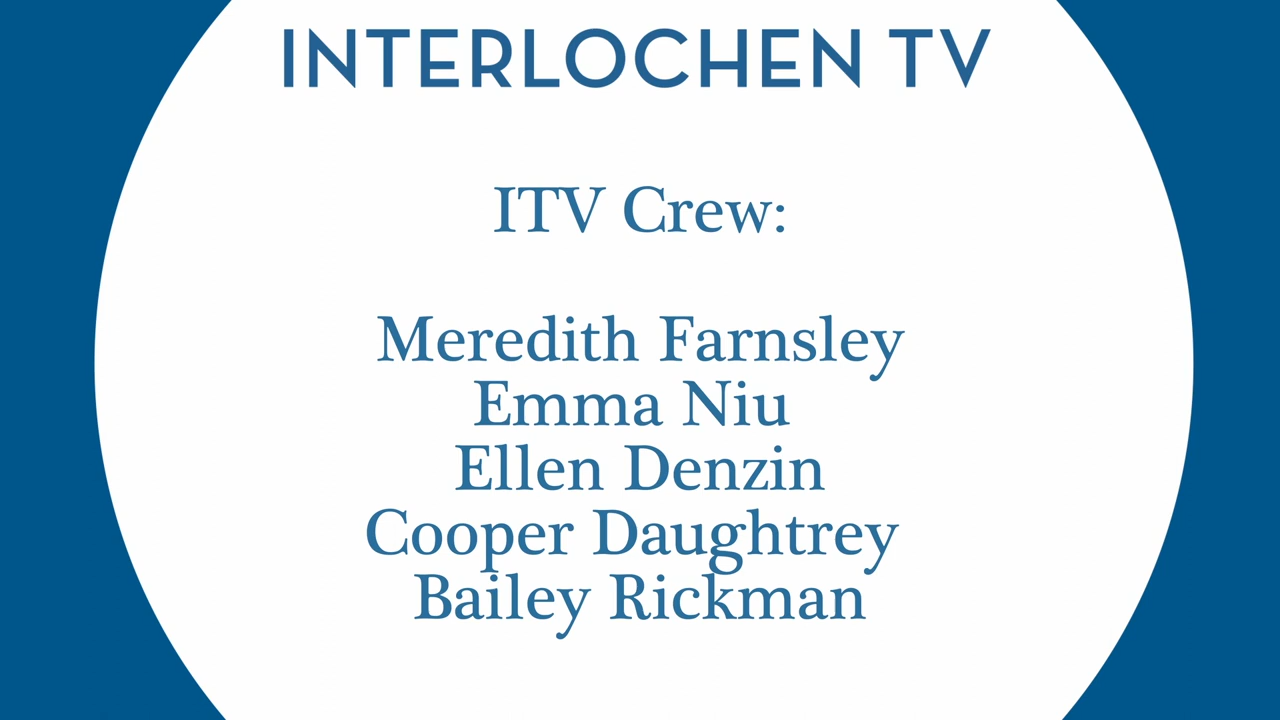 INTERLOCHEN TV
ITV Crew:
Meredith Farnsley
Emma Niu
Ellen Denzin
Cooper Daughtrey
Bailey Rickman